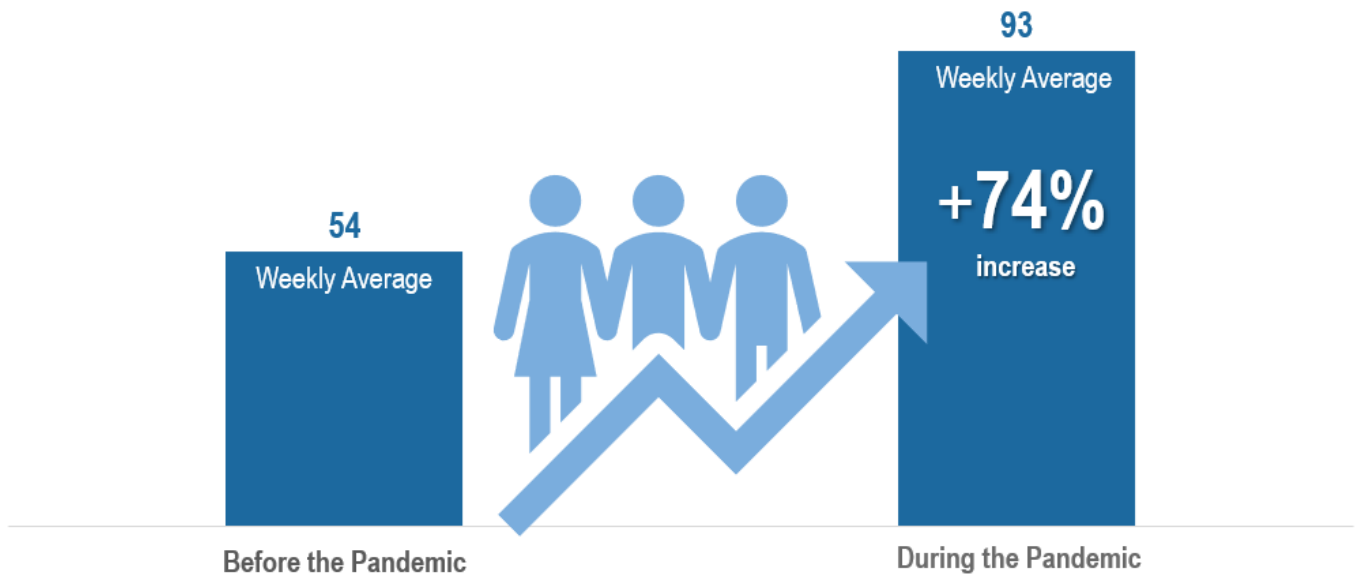 93
Weekly Average
+74%
increase
54
Weekly Average
Before the Pandemic
During the Pandemic